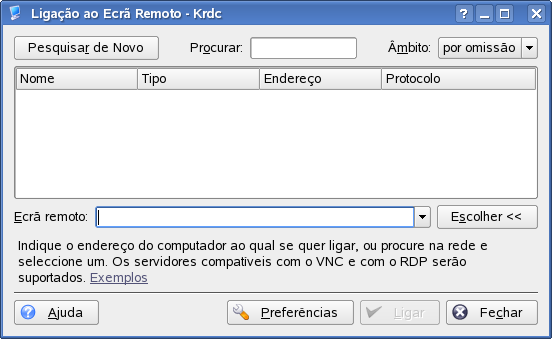 Ligação ao Ecrã Remoto - Krdc
Pesquisar de Novo Procurar: Âmbito: por omissão
Nome Tipo Endereço Protocolo
Ecrã remoto: Escolher <<
Indique o endereço do computador ao qual se quer ligar, ou procure na rede e
seleccione um. Os servidores compatíveis com o VNC e com o RDP serão
suportados. Exemplos
Ajuda Preferências Ligar Fechar